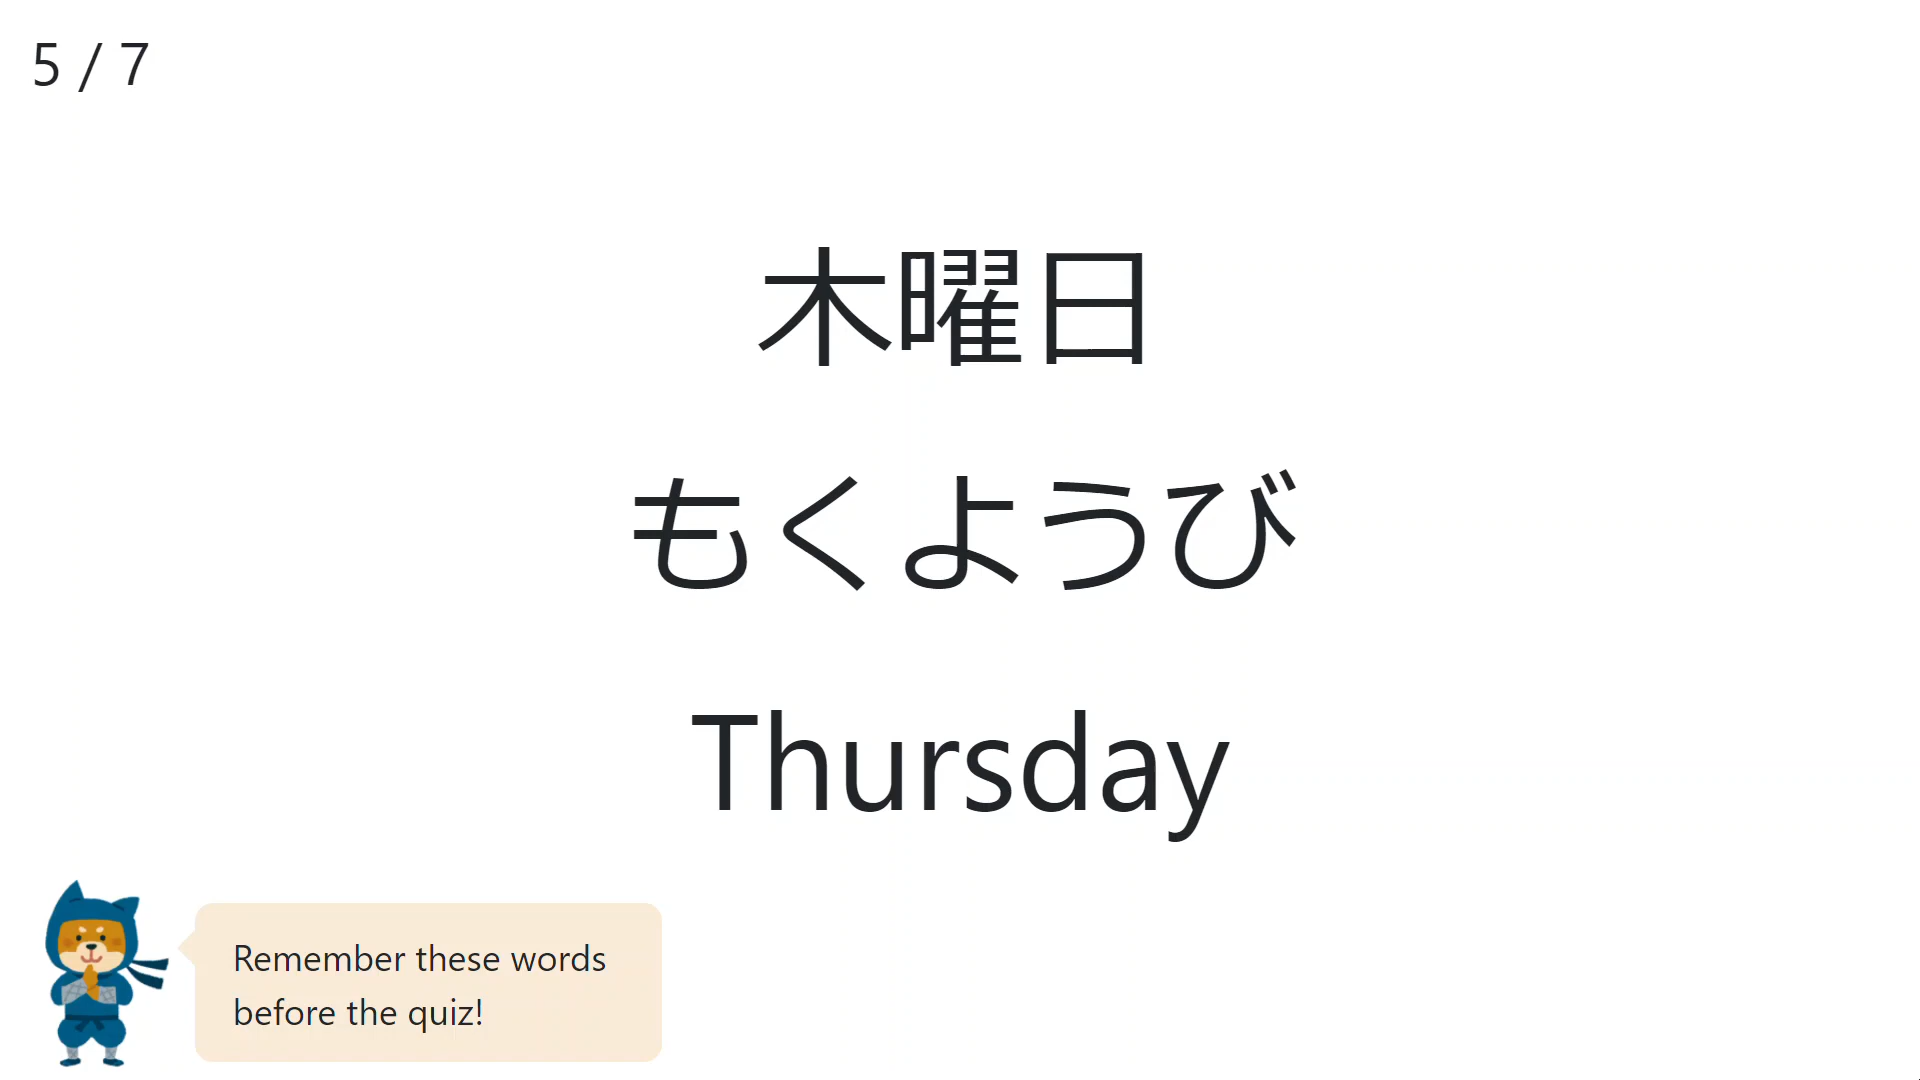 5 / 7
木曜日
もくようび
Thursday
Remember these words
before the quiz!